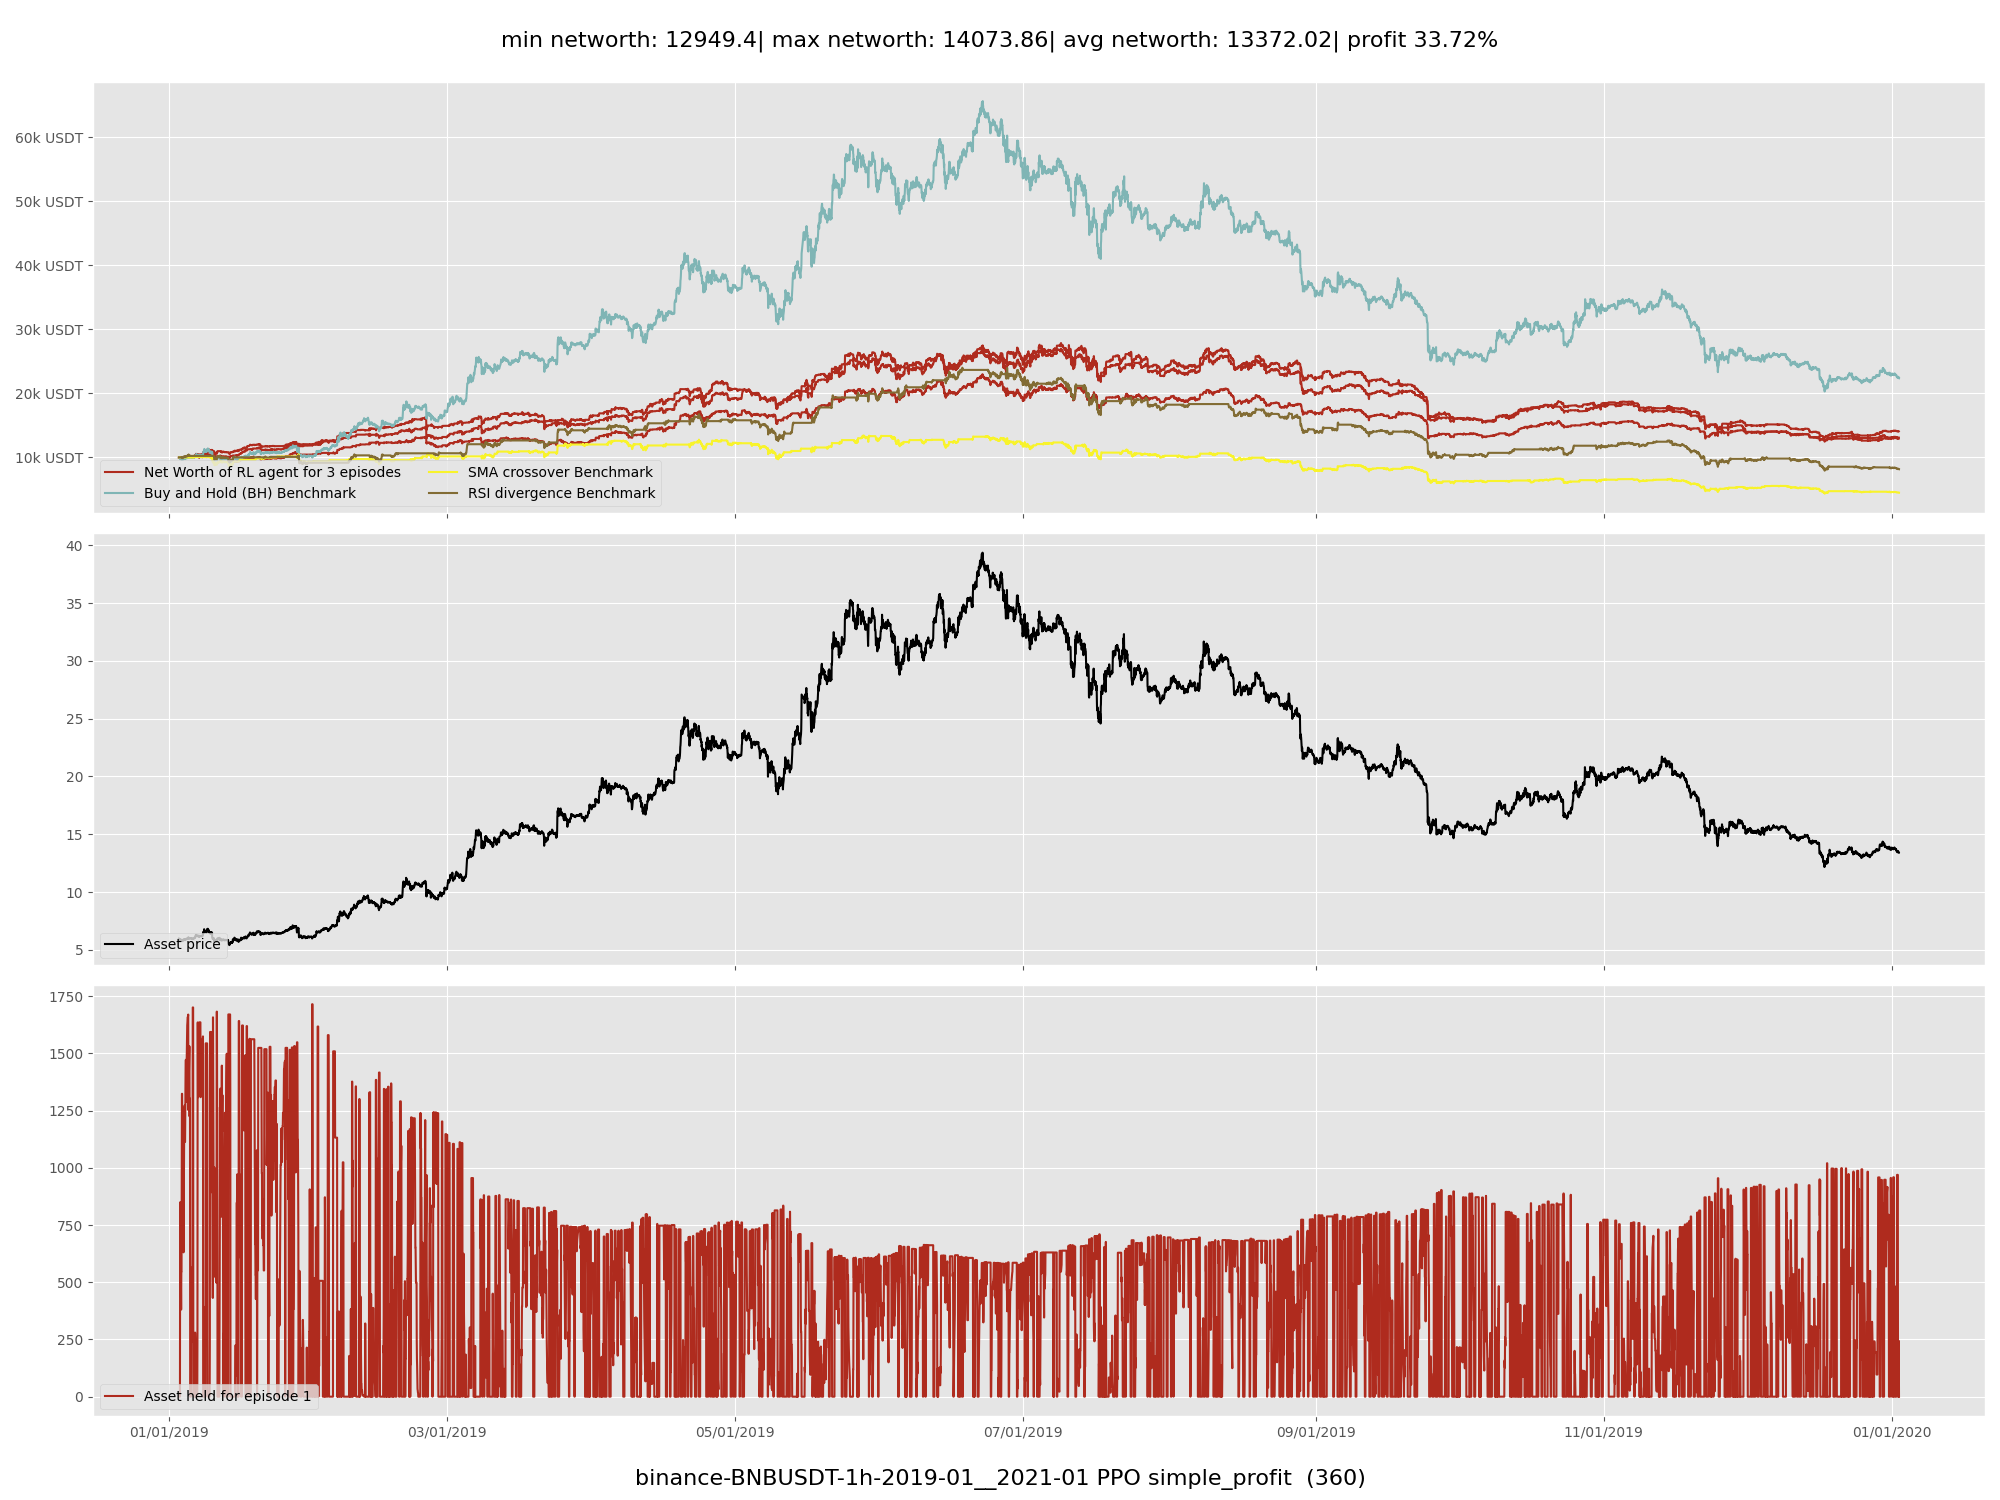 min networth: 12949.4| max networth: 14073.86| avg networth: 13372.02| profit 33.72%
60k USDT
50k USDT
40k USDT
30k USDT
20k USDT
10k USDT
Net Worth of RL agent for 3 episodes
Buy and Hold (BH) Benchmark
SMA crossover Benchmark
RSI divergence Benchmark
40
35
30
25
20
15
10
5
Asset price
1750
1500
1250
1000
750
500
250
0
Asset held for episode 1
01/01/2019 03/01/2019 05/01/2019 07/01/2019 09/01/2019 11/01/2019 01/01/2020
binance-BNBUSDT-1h-2019-01__2021-01 PPO simple_profit (360)